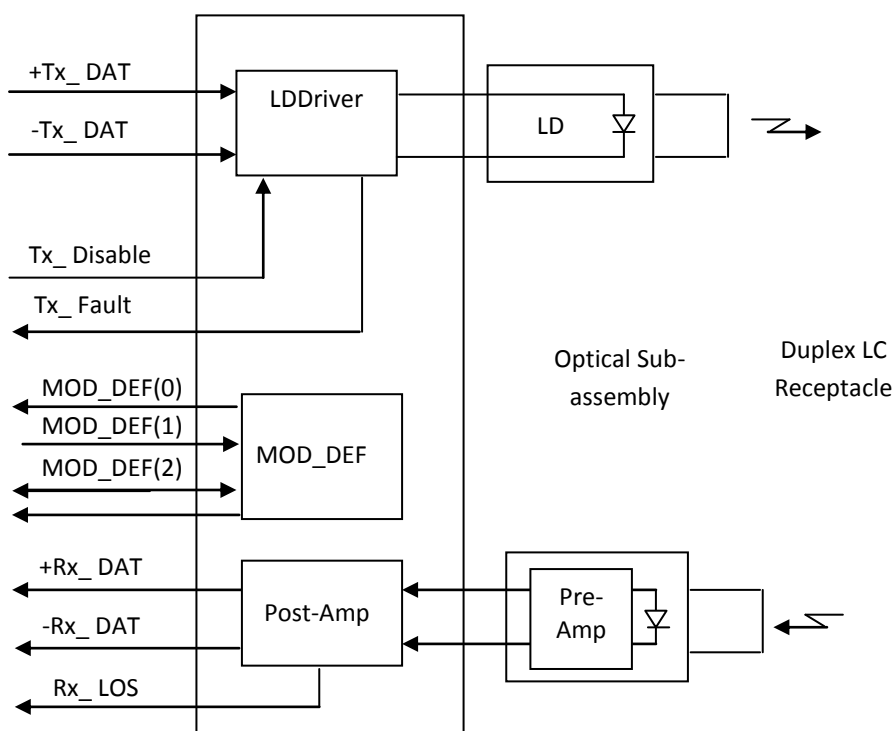 +Tx_ DAT
LDDriver
LD
-Tx_ DAT
Tx_ Disable
Tx_ Fault
Optical Sub-
assembly
Duplex LC
Receptacle
MOD_DEF(0)
MOD_DEF(1)
MOD_DEF
MOD_DEF(2)
+Rx_ DAT
Post-Amp
Pre-
Amp
-Rx_ DAT
Rx_ LOS